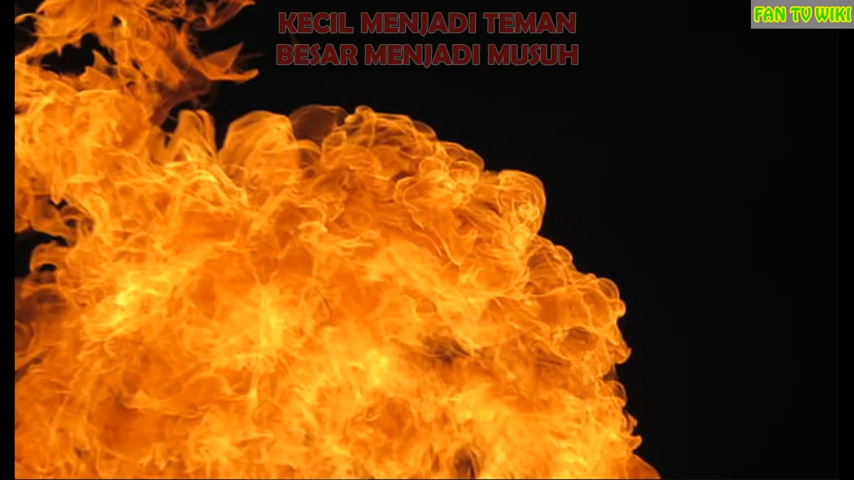 KECIL MENJADI TEMAN
BESAR MENJADI MUSUH
FAN TV WIKI